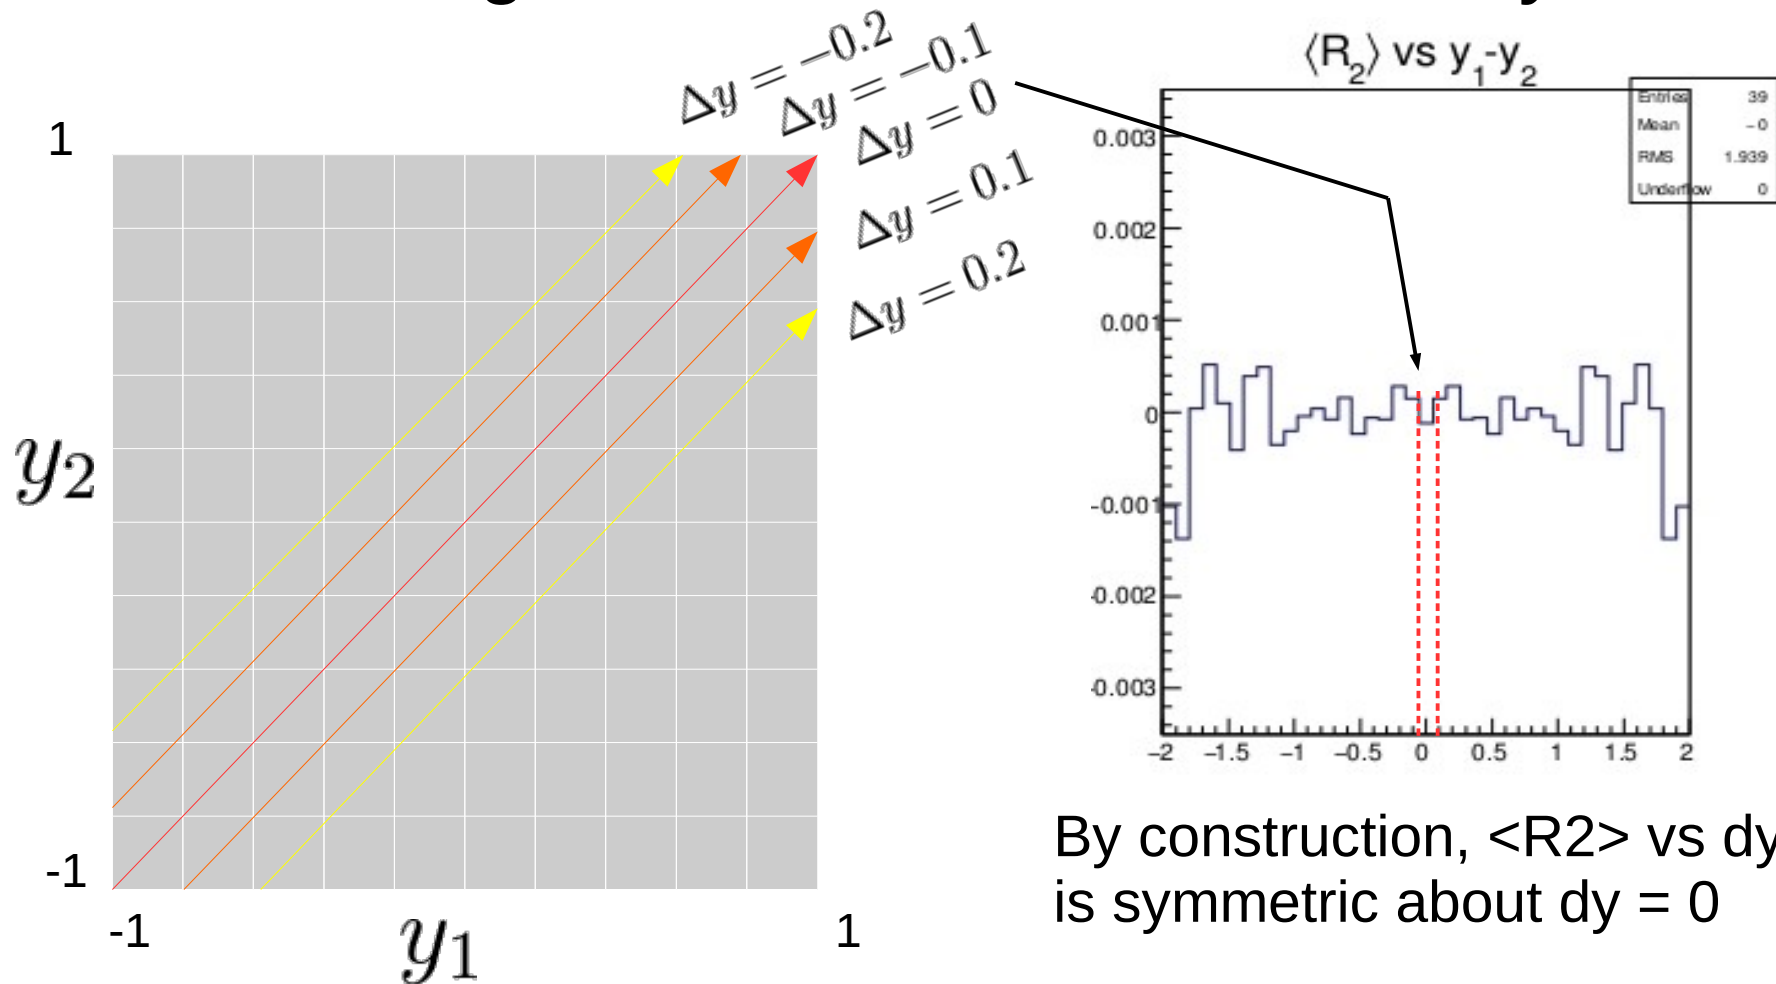 Δy = −0.2
Δy = −0.1
Δy = 0
Δy = 0.1
Δy = 0.2
1
y₂
-1
-1
y₁
1
⟨R₂⟩ vs y₁-y₂
Entries 39
Mean −0
RMS 1.939
Underflow 0
0.003
0.002
0.001
0
-0.001
-0.002
-0.003
−2 −1.5 −1 −0.5 0 0.5 1 1.5 2
By construction, <R2> vs dy
is symmetric about dy = 0